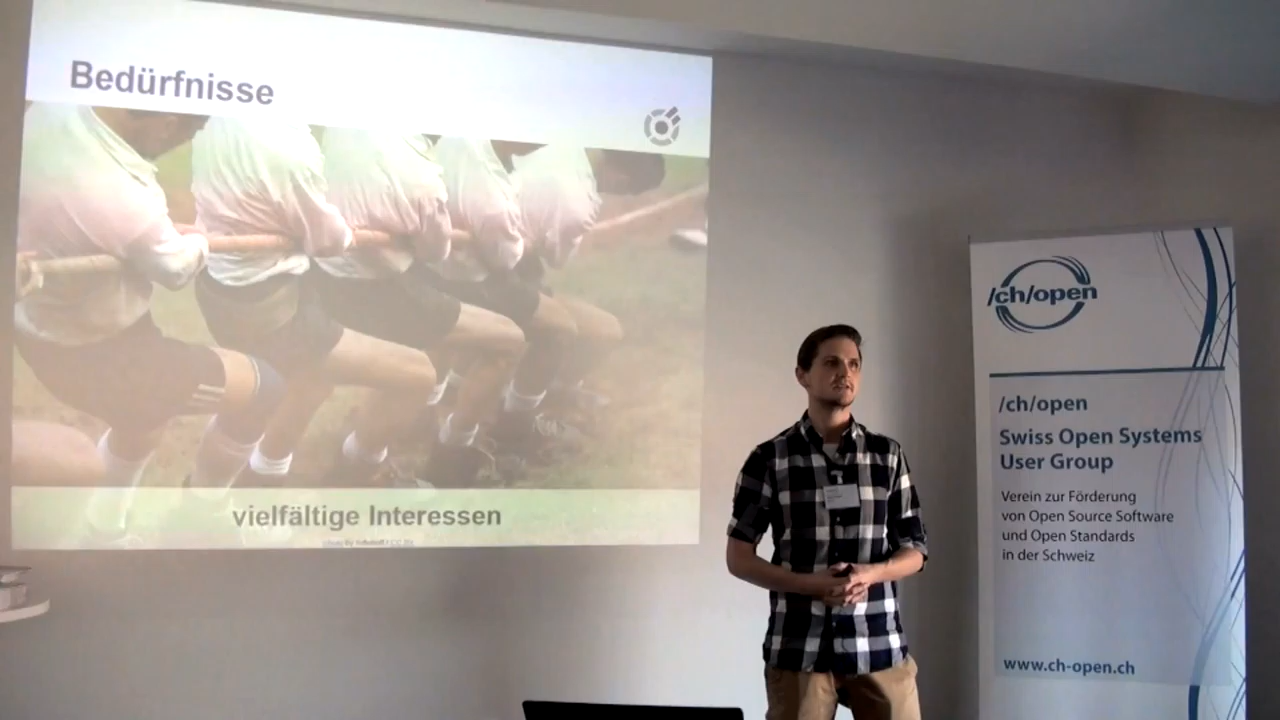 Bedürfnisse
vielfältige Interessen
/ch/open
/ch/open
Swiss Open Systems
User Group
Verein zur Förderung
von Open Source Software
und Open Standards
in der Schweiz
www.ch-open.ch